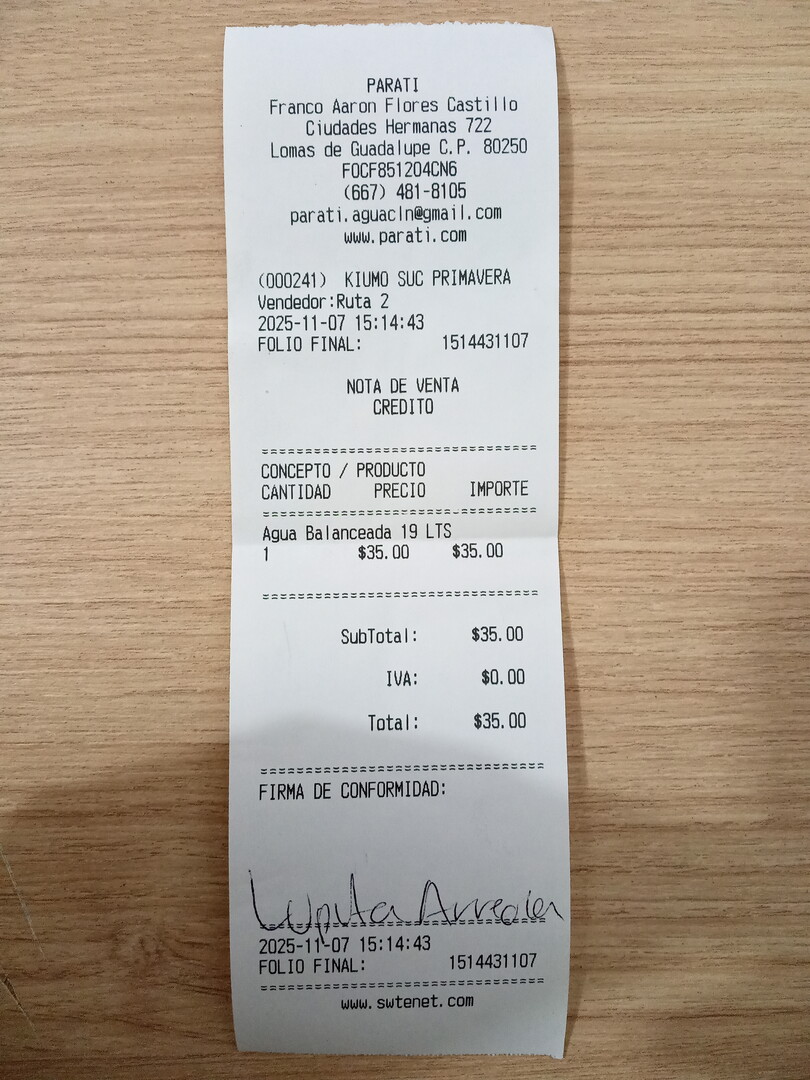 PARATI
Franco Aaron Flores Castillo
Ciudades Hermanas 722
Lomas de Guadalupe C.P. 80250
FOCF851204CN6
(667) 481-8105
parati.aguacln@gmail.com
www.parati.com
(000241) KIUMO SUC PRIMAVERA
Vendedor:Ruta 2
2025-11-07 15:14:43
FOLIO FINAL: 1514431107
NOTA DE VENTA
CREDITO
CONCEPTO / PRODUCTO
CANTIDAD PRECIO IMPORTE
Agua Balanceada 19 LTS
1 $35.00 $35.00
SubTotal: $35.00
IVA: $0.00
Total: $35.00
FIRMA DE CONFORMIDAD:
Lupita
2025-11-07 15:14:43
FOLIO FINAL: 1514431107
www.swtenet.com